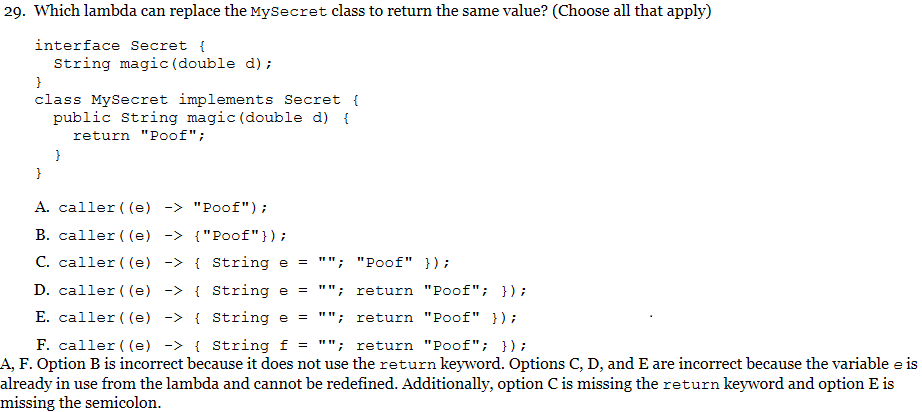 29. Which lambda can replace the MySecret class to return the same value? (Choose all that apply)
interface Secret {
String magic(double d);
}
class MySecret implements Secret {
public String magic(double d) {
return "Poof";
}
}
A. caller((e) -> "Poof");
B. caller((e) -> {"Poof"});
C. caller((e) -> { String e = ""; "Poof" });
D. caller((e) -> { String e = ""; return "Poof"; });
E. caller((e) -> { String e = ""; return "Poof" });
F. caller((e) -> { String f = ""; return "Poof"; });
A, F. Option B is incorrect because it does not use the return keyword. Options C, D, and E are incorrect because the variable e is
already in use from the lambda and cannot be redefined. Additionally, option C is missing the return keyword and option E is
missing the semicolon.